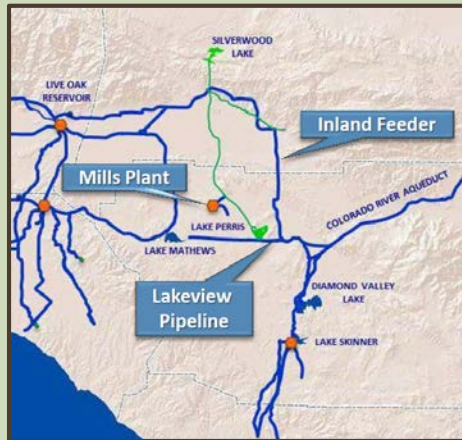 SILVERWOOD
LAKE
LIVE OAK
RESERVOIR
Inland Feeder
Mills Plant
COLORADO RIVER AQUEDUCT
LAKE PERRIS
LAKE MATHEWS
Lakeview
Pipeline
DIAMOND VALLEY
LAKE
LAKE SKINNER